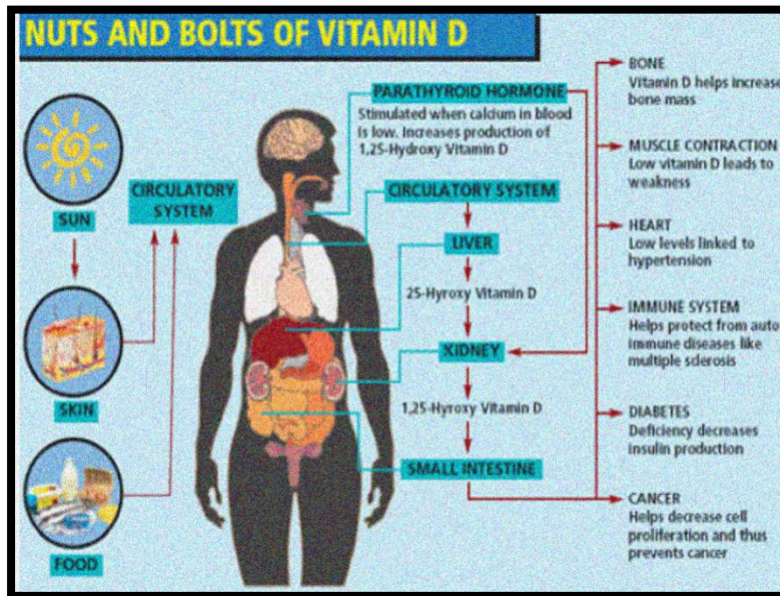 NUTS AND BOLTS OF VITAMIN D
SUN
SKIN
FOOD
CIRCULATORY
SYSTEM
PARATHYROID HORMONE
Stimulated when calcium in blood
is low. Increases production of
1,25-Hydroxy Vitamin D
CIRCULATORY SYSTEM
LIVER
25-Hyroxy Vitamin D
KIDNEY
1,25-Hyroxy Vitamin D
SMALL INTESTINE
BONE
Vitamin D helps increase
bone mass
MUSCLE CONTRACTION
Low vitamin D leads to
weakness
HEART
Low levels linked to
hypertension
IMMUNE SYSTEM
Helps protect from auto
immune diseases like
multiple sclerosis
DIABETES
Deficiency decreases
insulin production
CANCER
Helps decrease cell
proliferation and thus
prevents cancer